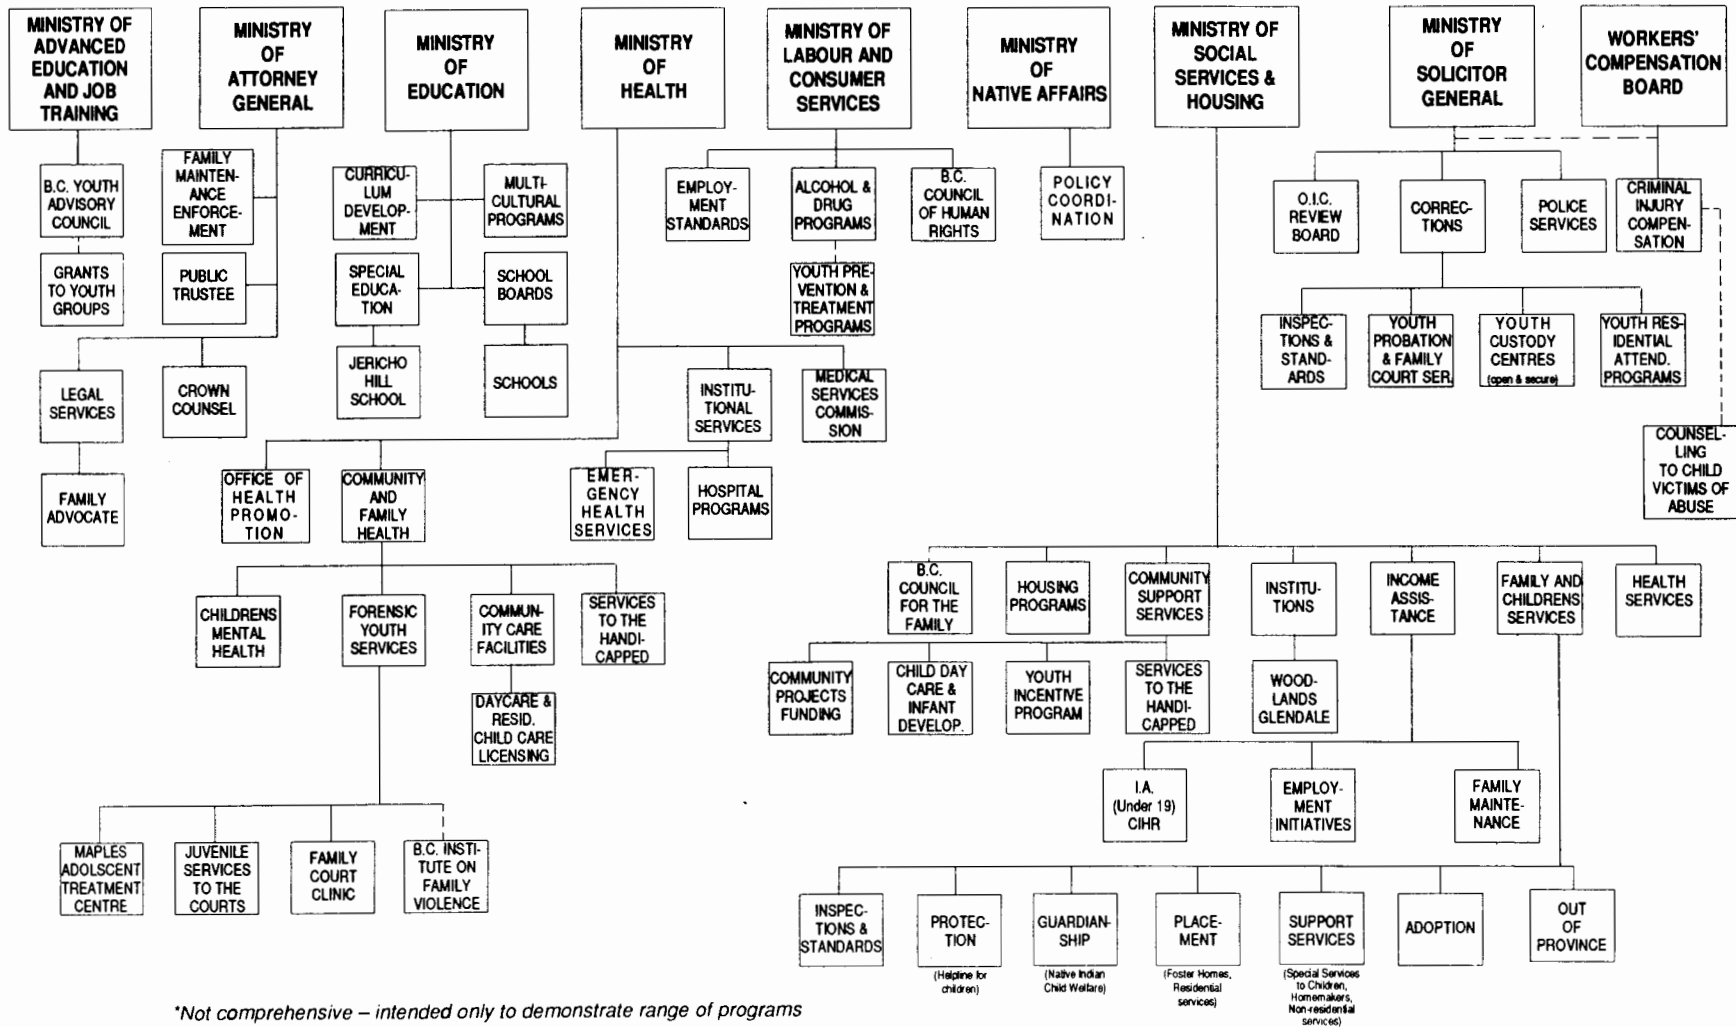 MINISTRY OF
ADVANCED
EDUCATION
AND JOB
TRAINING
MINISTRY
OF
ATTORNEY
GENERAL
MINISTRY
OF
EDUCATION
MINISTRY
OF
HEALTH
MINISTRY OF
LABOUR AND
CONSUMER
SERVICES
MINISTRY
OF
NATIVE AFFAIRS
MINISTRY OF
SOCIAL
SERVICES &
HOUSING
MINISTRY
OF
SOLICITOR
GENERAL
WORKERS'
COMPENSATION
BOARD
B.C. YOUTH
ADVISORY
COUNCIL
GRANTS
TO YOUTH
GROUPS
FAMILY
MAINTEN-
ANCE
ENFORCE-
MENT
PUBLIC
TRUSTEE
LEGAL
SERVICES
CROWN
COUNSEL
FAMILY
ADVOCATE
CURRICU-
LUM
DEVELOP-
MENT
MULTI-
CULTURAL
PROGRAMS
SPECIAL
EDUCA-
TION
SCHOOL
BOARDS
JERICHO
HILL
SCHOOL
SCHOOLS
EMPLOY-
MENT
STANDARDS
ALCOHOL &
DRUG
PROGRAMS
B.C.
COUNCIL
OF HUMAN
RIGHTS
YOUTH PRE-
VENTION &
TREATMENT
PROGRAMS
POLICY
COORDI-
NATION
O.I.C.
REVIEW
BOARD
CORREC-
TIONS
POLICE
SERVICES
CRIMINAL
INJURY
COMPEN-
SATION
INSPEC-
TIONS &
STAND-
ARDS
YOUTH
PROBATION
& FAMILY
COURT SER.
YOUTH
CUSTODY
CENTRES
(open & secure)
YOUTH RES-
IDENTIAL
ATTEND.
PROGRAMS
COUNSEL-
LING
TO CHILD
VICTIMS OF
ABUSE
INSTITU-
TIONAL
SERVICES
MEDICAL
SERVICES
COMMIS-
SION
OFFICE OF
HEALTH
PROMO-
TION
COMMUNITY
AND
FAMILY
HEALTH
EMER-
GENCY
HEALTH
SERVICES
HOSPITAL
PROGRAMS
CHILDRENS
MENTAL
HEALTH
FORENSIC
YOUTH
SERVICES
COMMUN-
ITY CARE
FACILITIES
SERVICES
TO THE
HANDI-
CAPPED
DAYCARE &
RESID.
CHILD CARE
LICENSING
MAPLES
ADOLSCENT
TREATMENT
CENTRE
JUVENILE
SERVICES
TO THE
COURTS
FAMILY
COURT
CLINIC
B.C. INSTI-
TUTE ON
FAMILY
VIOLENCE
B.C.
COUNCIL
FOR THE
FAMILY
HOUSING
PROGRAMS
COMMUNITY
SUPPORT
SERVICES
INSTITU-
TIONS
INCOME
ASSIS-
TANCE
FAMILY AND
CHILDRENS
SERVICES
HEALTH
SERVICES
COMMUNITY
PROJECTS
FUNDING
CHILD DAY
CARE &
INFANT
DEVELOP.
YOUTH
INCENTIVE
PROGRAM
SERVICES
TO THE
HANDI-
CAPPED
WOOD-
LANDS
GLENDALE
I.A.
(Under 19)
CIHR
EMPLOY-
MENT
INITIATIVES
FAMILY
MAINTE-
NANCE
INSPEC-
TIONS &
STANDARDS
PROTEC-
TION
(Helpline for
children)
GUARDIAN-
SHIP
(Native Indian
Child Welfare)
PLACE-
MENT
(Foster Homes,
Residential
services)
SUPPORT
SERVICES
(Special Services
to Children,
Homemakers,
Non-residential
services)
ADOPTION
OUT
OF
PROVINCE
*Not comprehensive – intended only to demonstrate range of programs